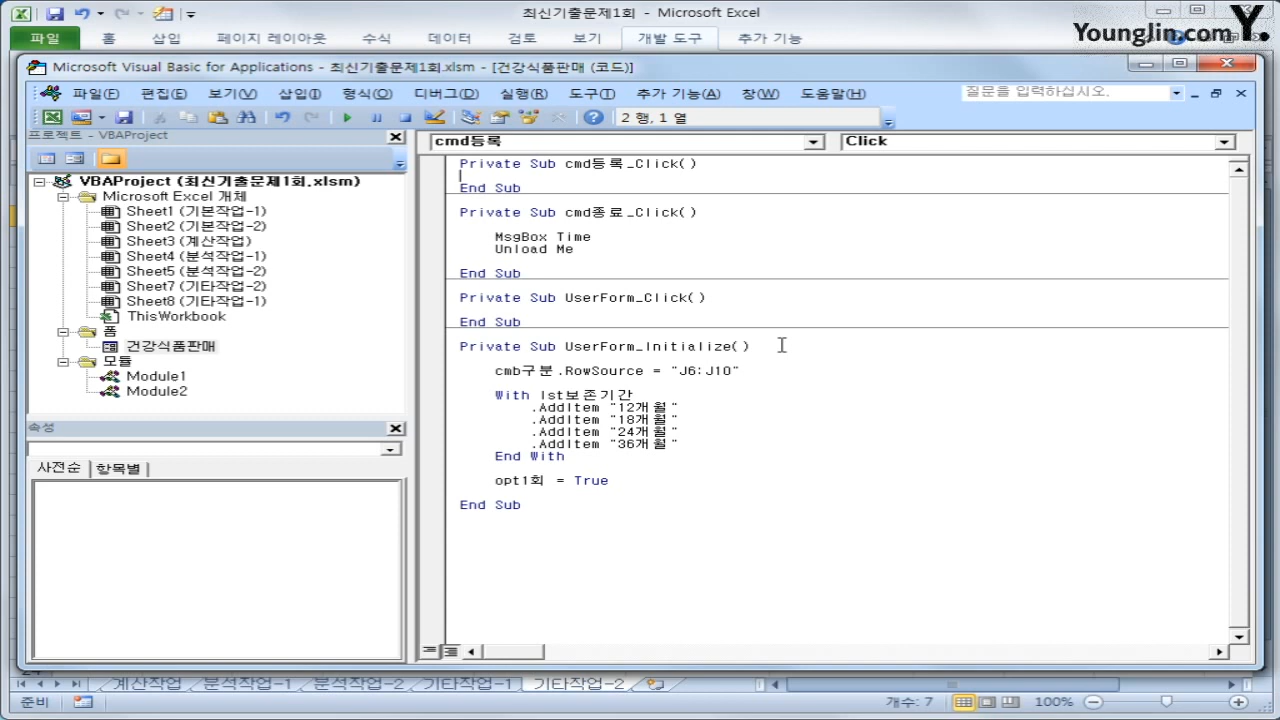 최신기출문제1회 - Microsoft Excel
YoungJin.com Y.
파일 홈 삽입 페이지 레이아웃 수식 데이터 검토 보기 개발 도구 추가 기능
Microsoft Visual Basic for Applications - 최신기출문제1회.xlsm - [건강식품판매 (코드)]
파일(F) 편집(E) 보기(V) 삽입(I) 형식(O) 디버그(D) 실행(R) 도구(T) 추가 기능(A) 창(W) 도움말(H) 질문을 입력하십시오.
2 행, 1 열
프로젝트 - VBAProject
cmd등록 Click
VBAProject (최신기출문제1회.xlsm)
Microsoft Excel 개체
Sheet1 (기본작업-1)
Sheet2 (기본작업-2)
Sheet3 (계산작업)
Sheet4 (분석작업-1)
Sheet5 (분석작업-2)
Sheet7 (기타작업-2)
Sheet8 (기타작업-1)
ThisWorkbook
폼
건강식품판매
모듈
Module1
Module2
속성
사전순 항목별
Private Sub cmd등록_Click()
End Sub
Private Sub cmd종료_Click()
MsgBox Time
Unload Me
End Sub
Private Sub UserForm_Click()
End Sub
Private Sub UserForm_Initialize()
cmb구분.RowSource = "J6:J10"
With lst보존기간
.AddItem "12개월"
.AddItem "18개월"
.AddItem "24개월"
.AddItem "36개월"
End With
opt1회 = True
End Sub
계산작업 분석작업-1 분석작업-2 기타작업-1 기타작업-2
준비 개수: 7 100%